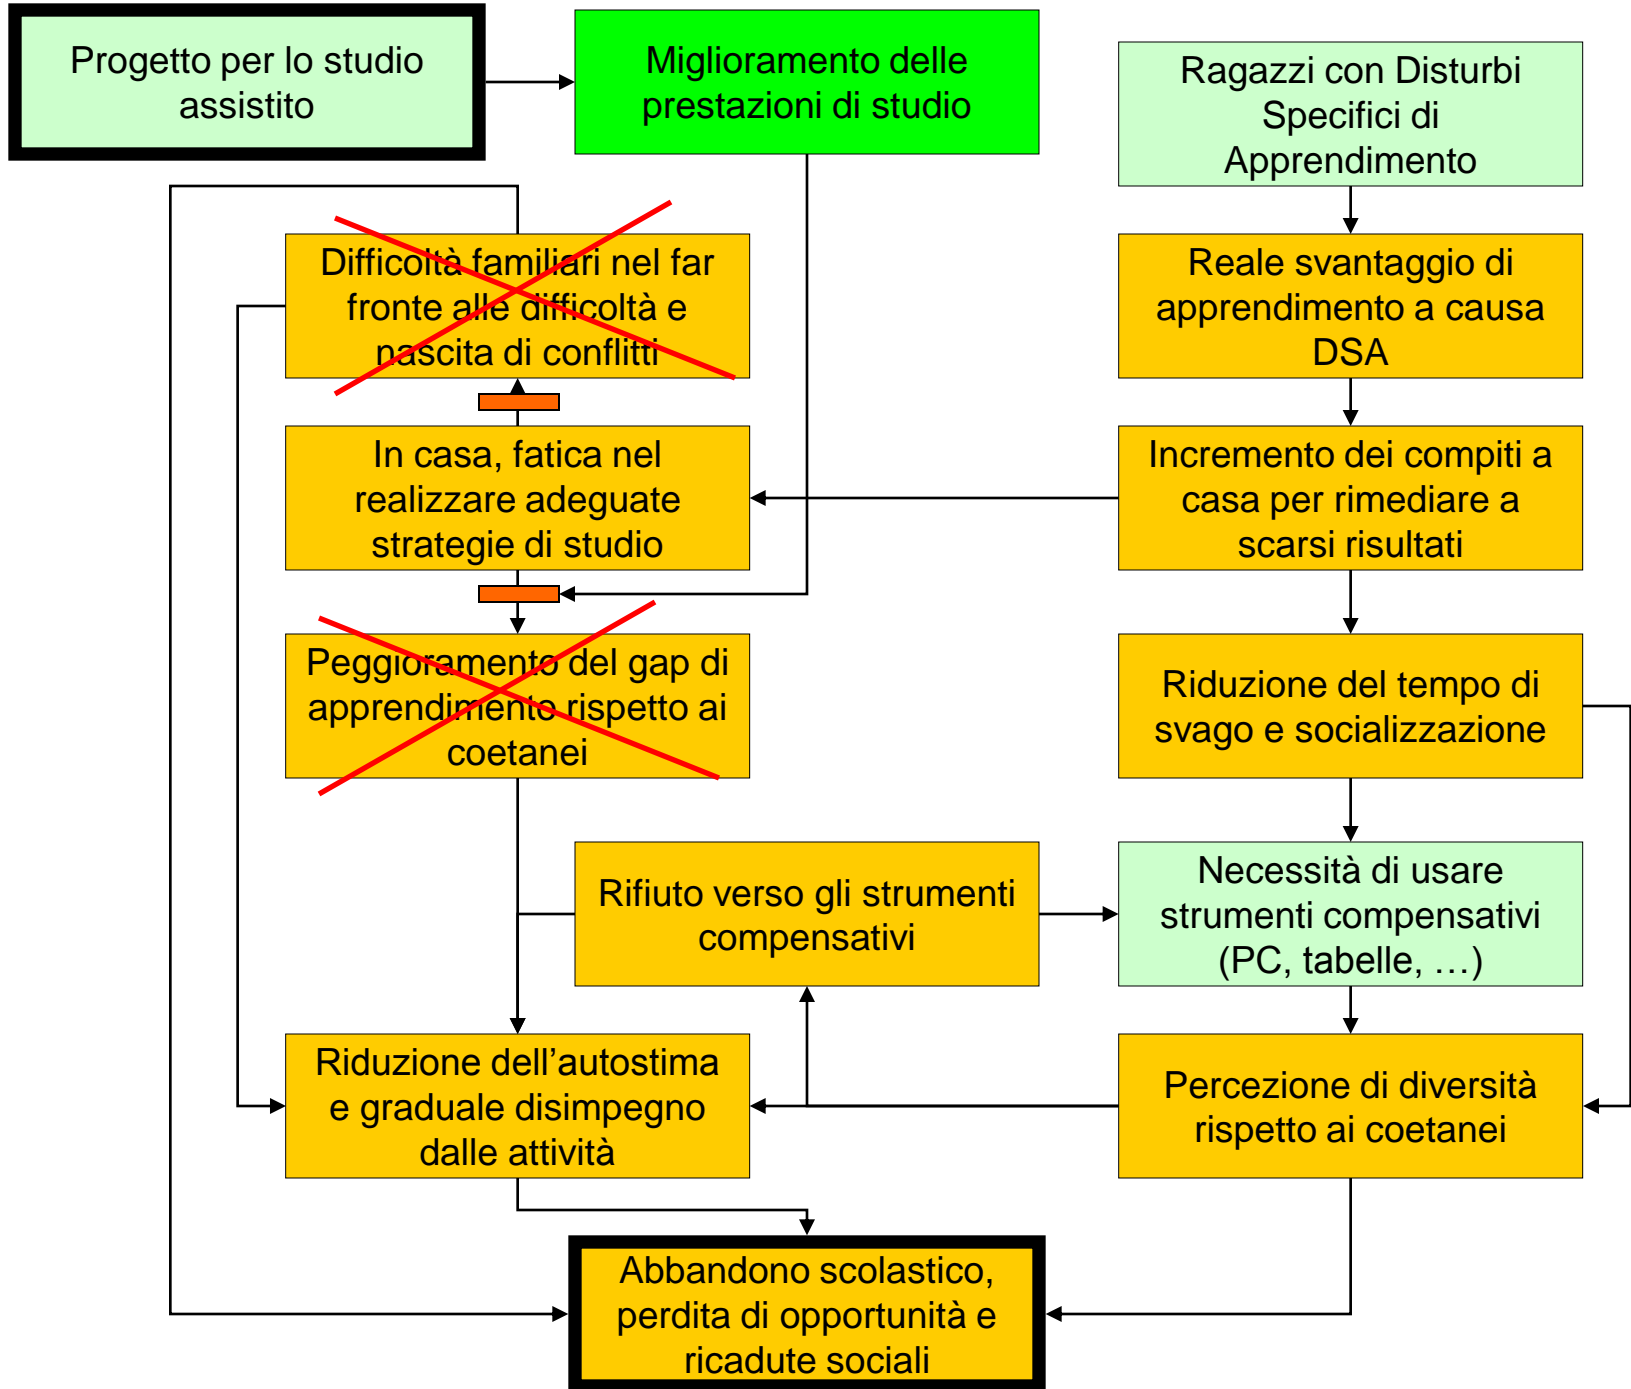 Progetto per lo studio
assistito
Miglioramento delle
prestazioni di studio
Ragazzi con Disturbi
Specifici di
Apprendimento
Difficoltà familiari nel far
fronte alle difficoltà e
nascita di conflitti
Reale svantaggio di
apprendimento a causa
DSA
In casa, fatica nel
realizzare adeguate
strategie di studio
Incremento dei compiti a
casa per rimediare a
scarsi risultati
Peggioramento del gap di
apprendimento rispetto ai
coetanei
Riduzione del tempo di
svago e socializzazione
Rifiuto verso gli strumenti
compensativi
Necessità di usare
strumenti compensativi
(PC, tabelle, …)
Riduzione dell’autostima
e graduale disimpegno
dalle attività
Percezione di diversità
rispetto ai coetanei
Abbandono scolastico,
perdita di opportunità e
ricadute sociali